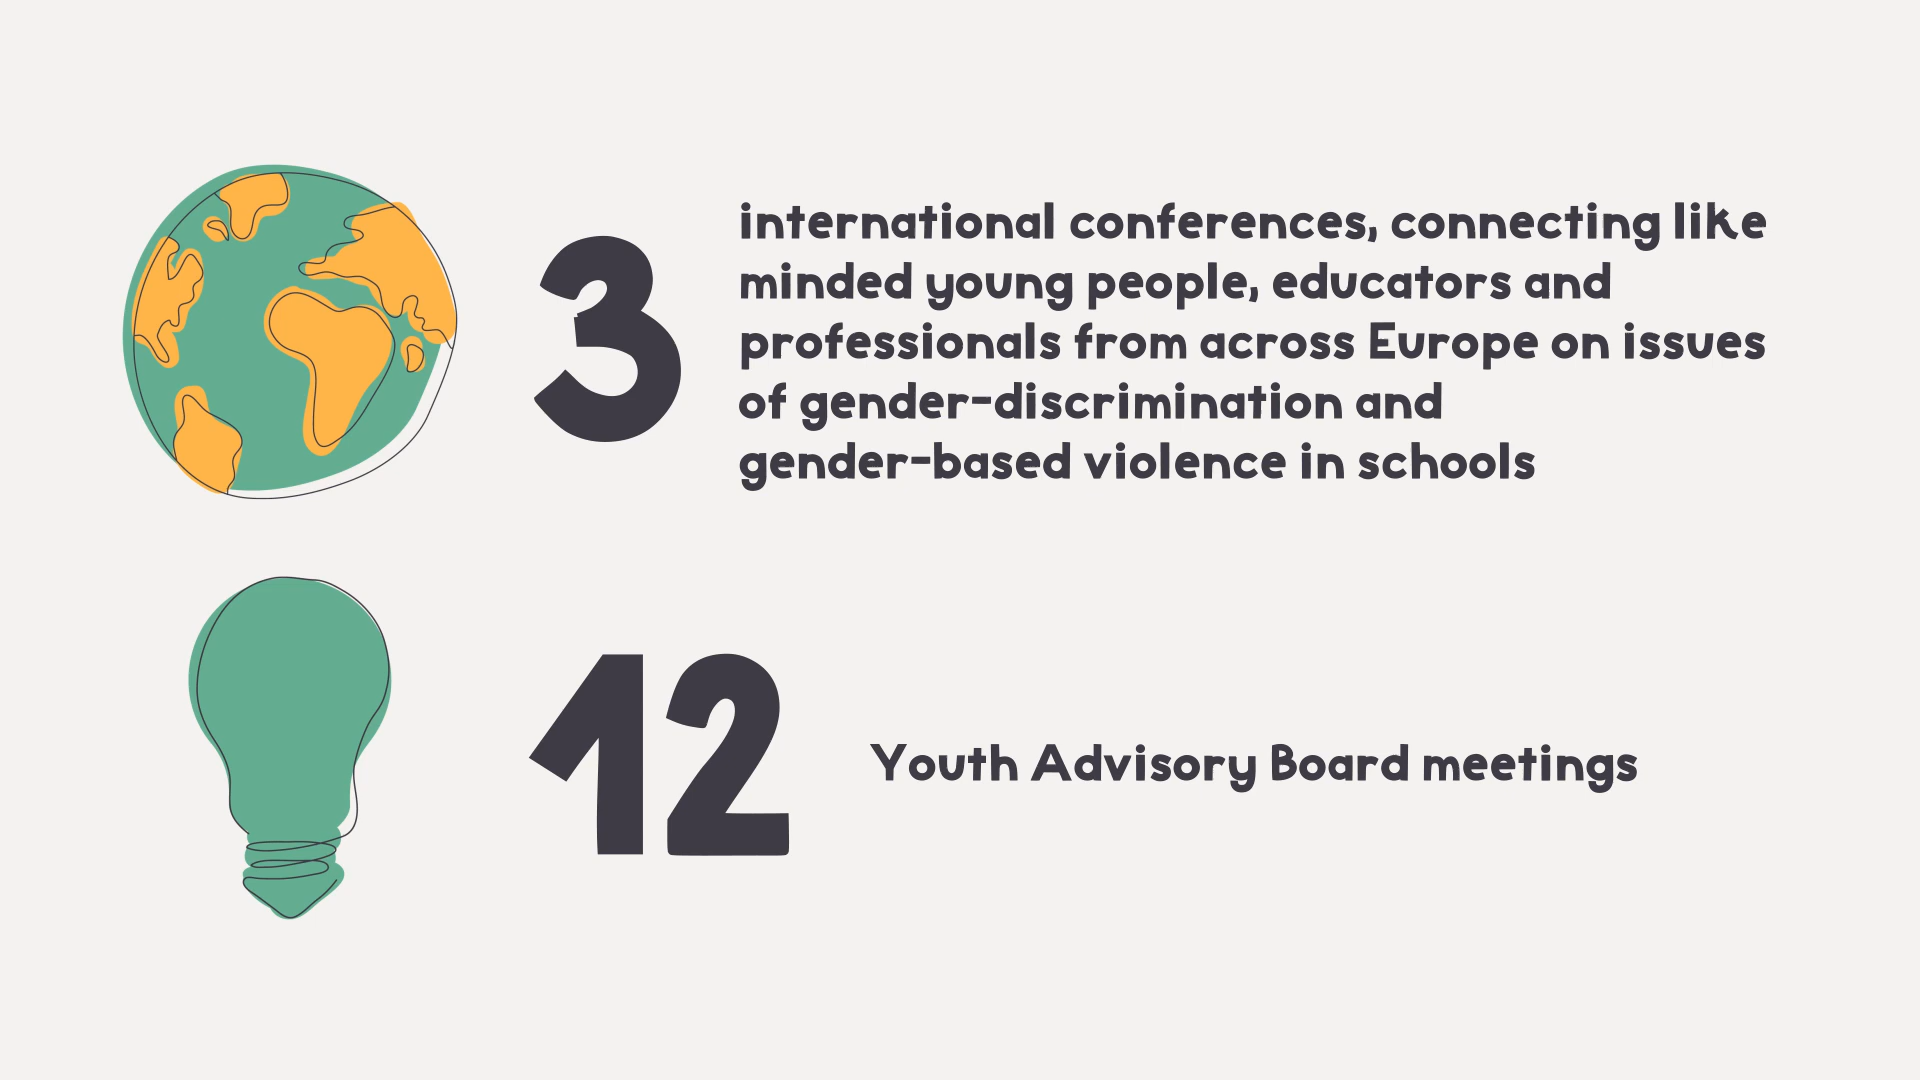 3
international conferences, connecting like
minded young people, educators and
professionals from across Europe on issues
of gender-discrimination and
gender-based violence in schools
12
Youth Advisory Board meetings